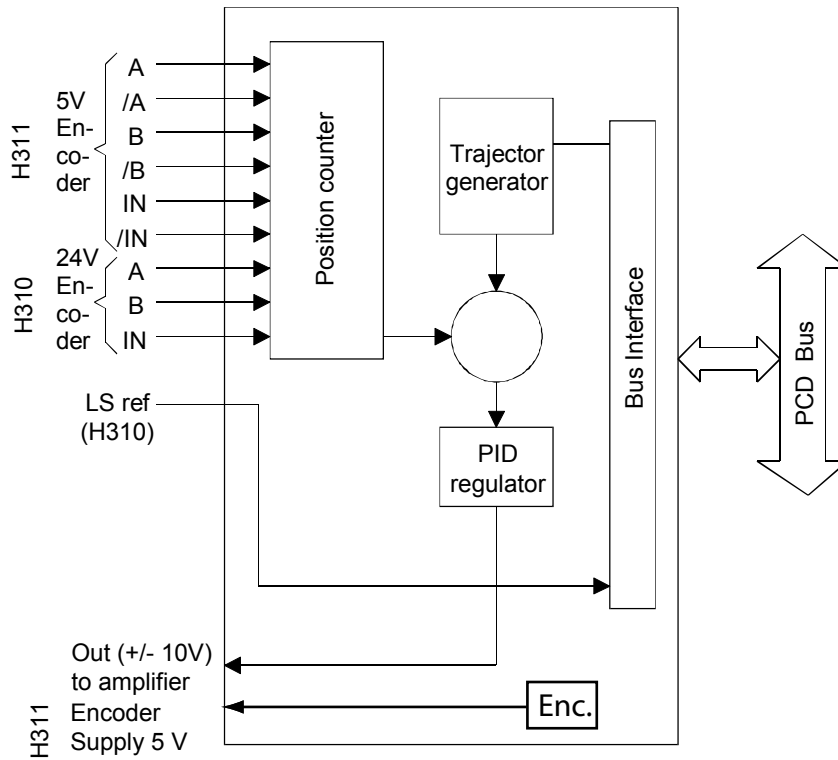 H311
5V
En-
co-
der
A
/A
B
/B
IN
/IN
H310
24V
En-
co-
der
A
B
IN
Position counter
Trajector
generator
Bus Interface
PCD Bus
LS ref
(H310)
PID
regulator
Out (+/- 10V)
to amplifier
H311
Encoder
Supply 5 V
Enc.